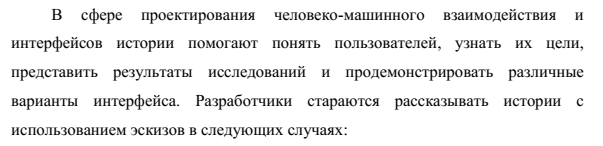 В сфере проектирования человеко-машинного взаимодействия и
интерфейсов истории помогают понять пользователей, узнать их цели,
представить результаты исследований и продемонстрировать различные
варианты интерфейса. Разработчики стараются рассказывать истории с
использованием эскизов в следующих случаях: